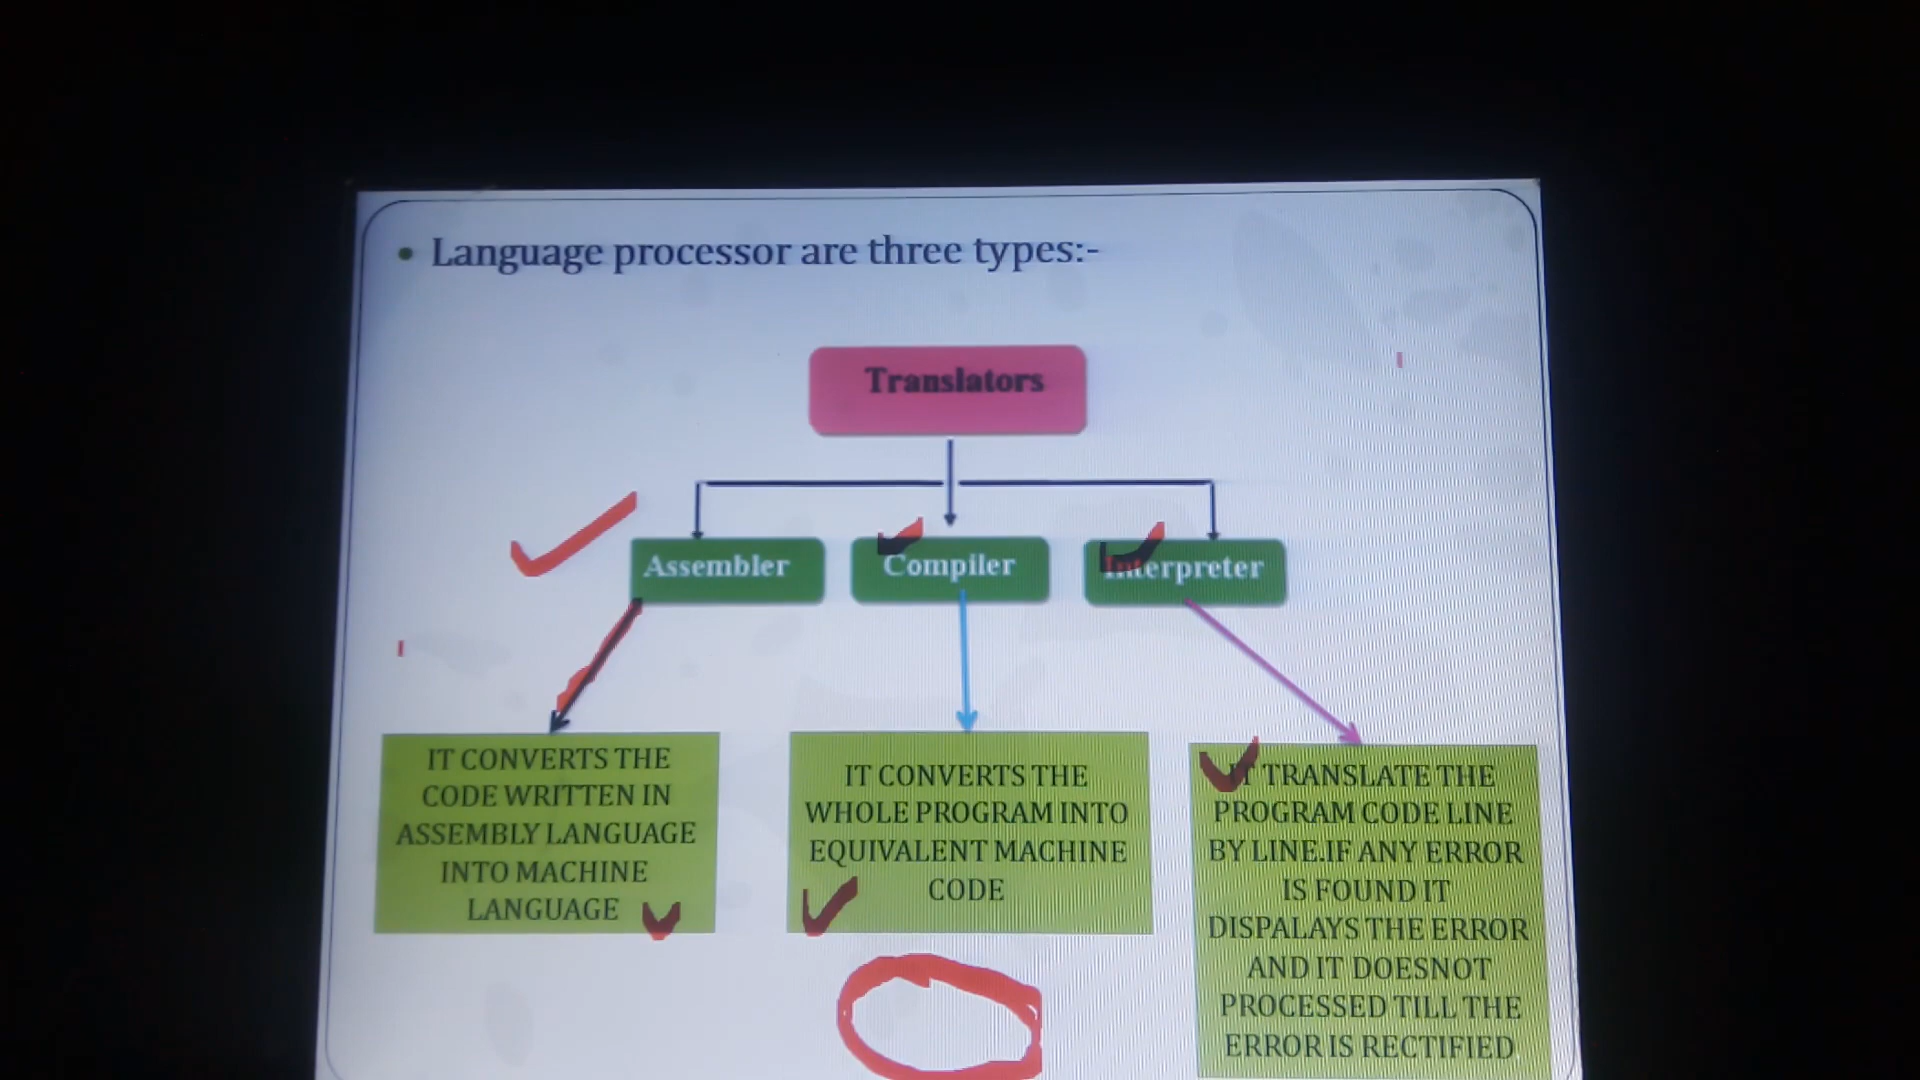 • Language processor are three types:-
Translators
Assembler
Compiler
Interpreter
IT CONVERTS THE
CODE WRITTEN IN
ASSEMBLY LANGUAGE
INTO MACHINE
LANGUAGE
IT CONVERTS THE
WHOLE PROGRAM INTO
EQUIVALENT MACHINE
CODE
IT TRANSLATE THE
PROGRAM CODE LINE
BY LINE.IF ANY ERROR
IS FOUND IT
DISPALAYS THE ERROR
AND IT DOESNOT
PROCESSED TILL THE
ERROR IS RECTIFIED